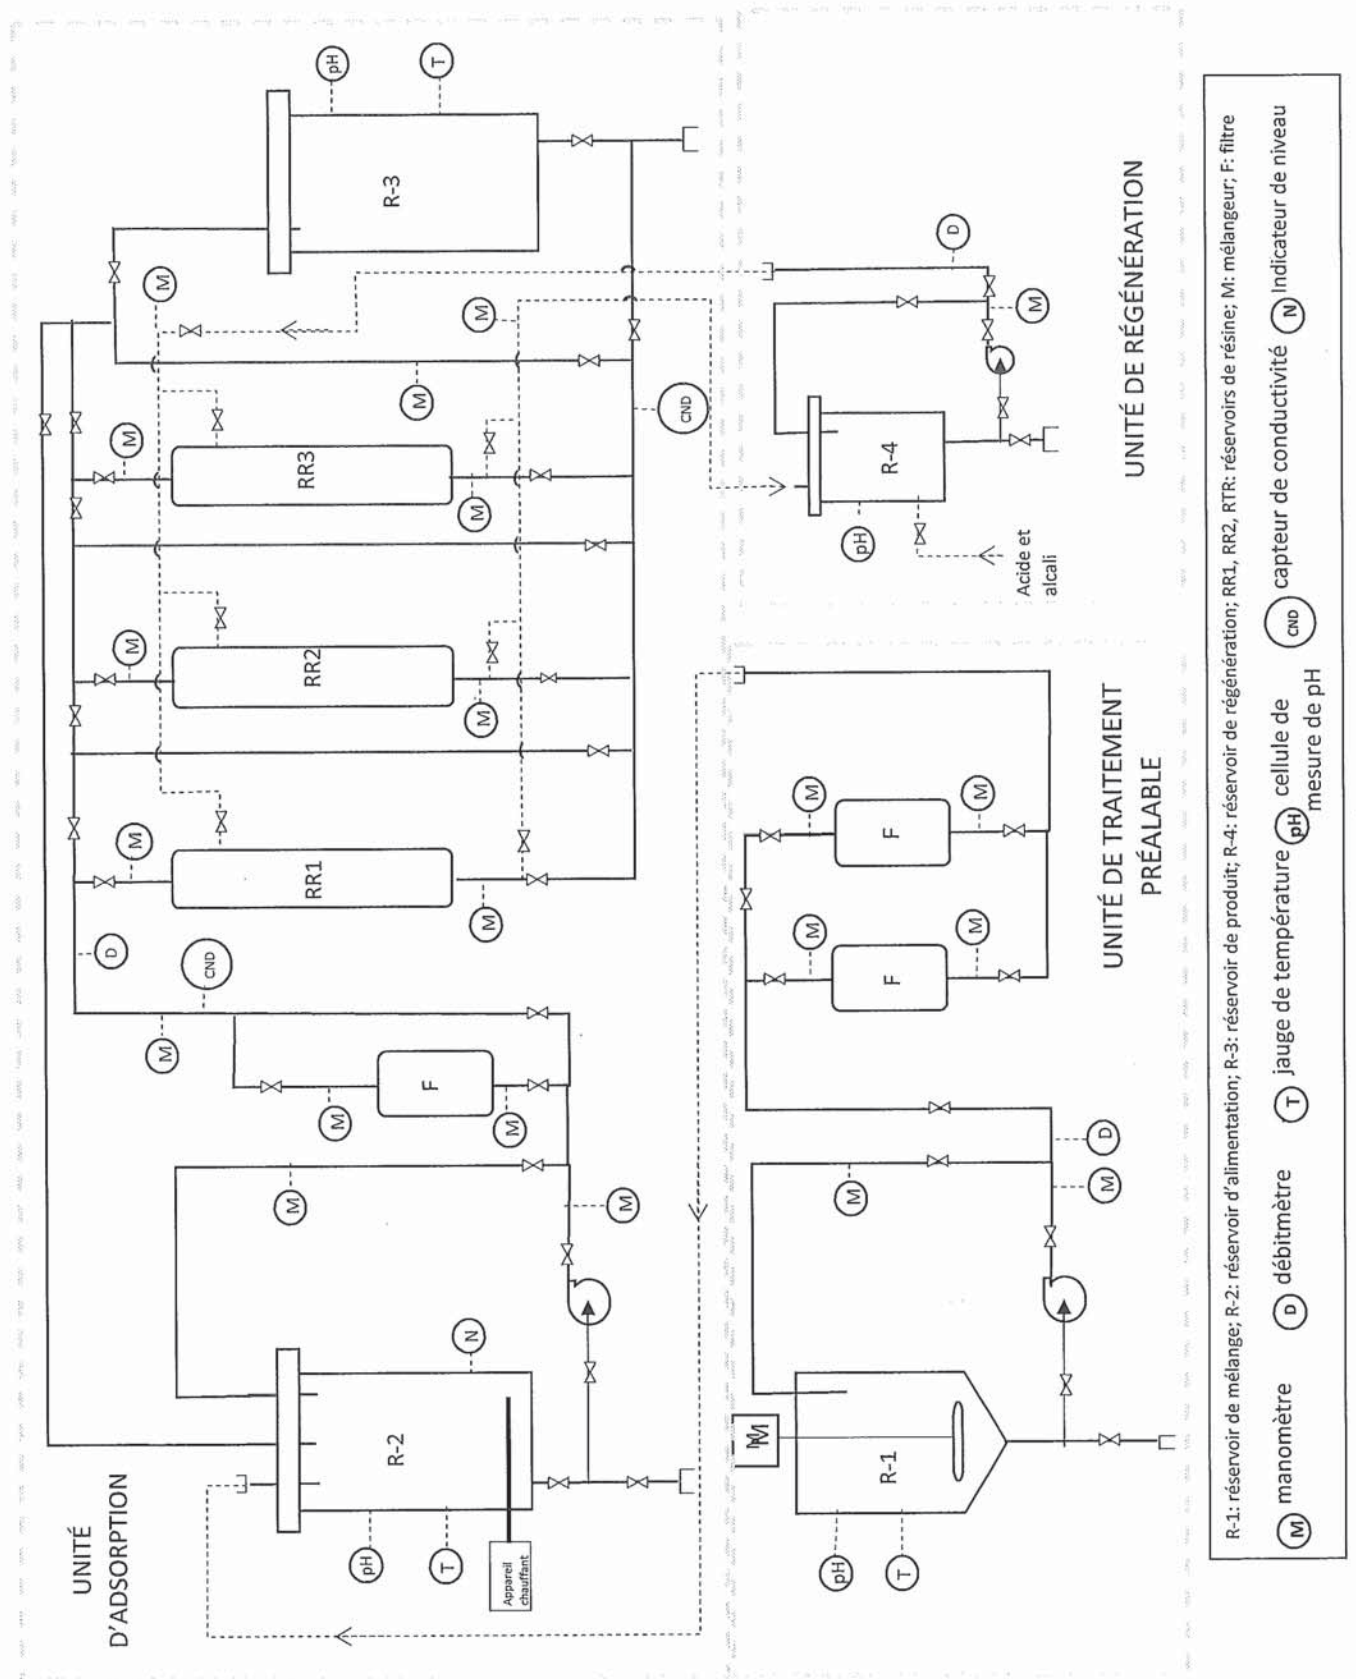 UNITÉ
D'ADSORPTION
pH
T
Appareil
chauffant
R-2
N
M
M
M
M
F
M
CND
D
M
RR1
M
M
RR2
M
M
RR3
M
M
M
M
CND
R-3
pH
T
pH
T
M
R-1
M
M
D
M
F
M
M
F
M
UNITÉ DE TRAITEMENT
PRÉALABLE
Acide et
alcali
pH
R-4
M
D
UNITÉ DE RÉGÉNÉRATION
R-1: réservoir de mélange; R-2: réservoir d'alimentation; R-3: réservoir de produit; R-4: réservoir de régénération; RR1, RR2, RTR: réservoirs de résine; M: mélangeur; F: filtre
M manomètre D débitmètre T jauge de température pH cellule de mesure de pH CND capteur de conductivité N Indicateur de niveau